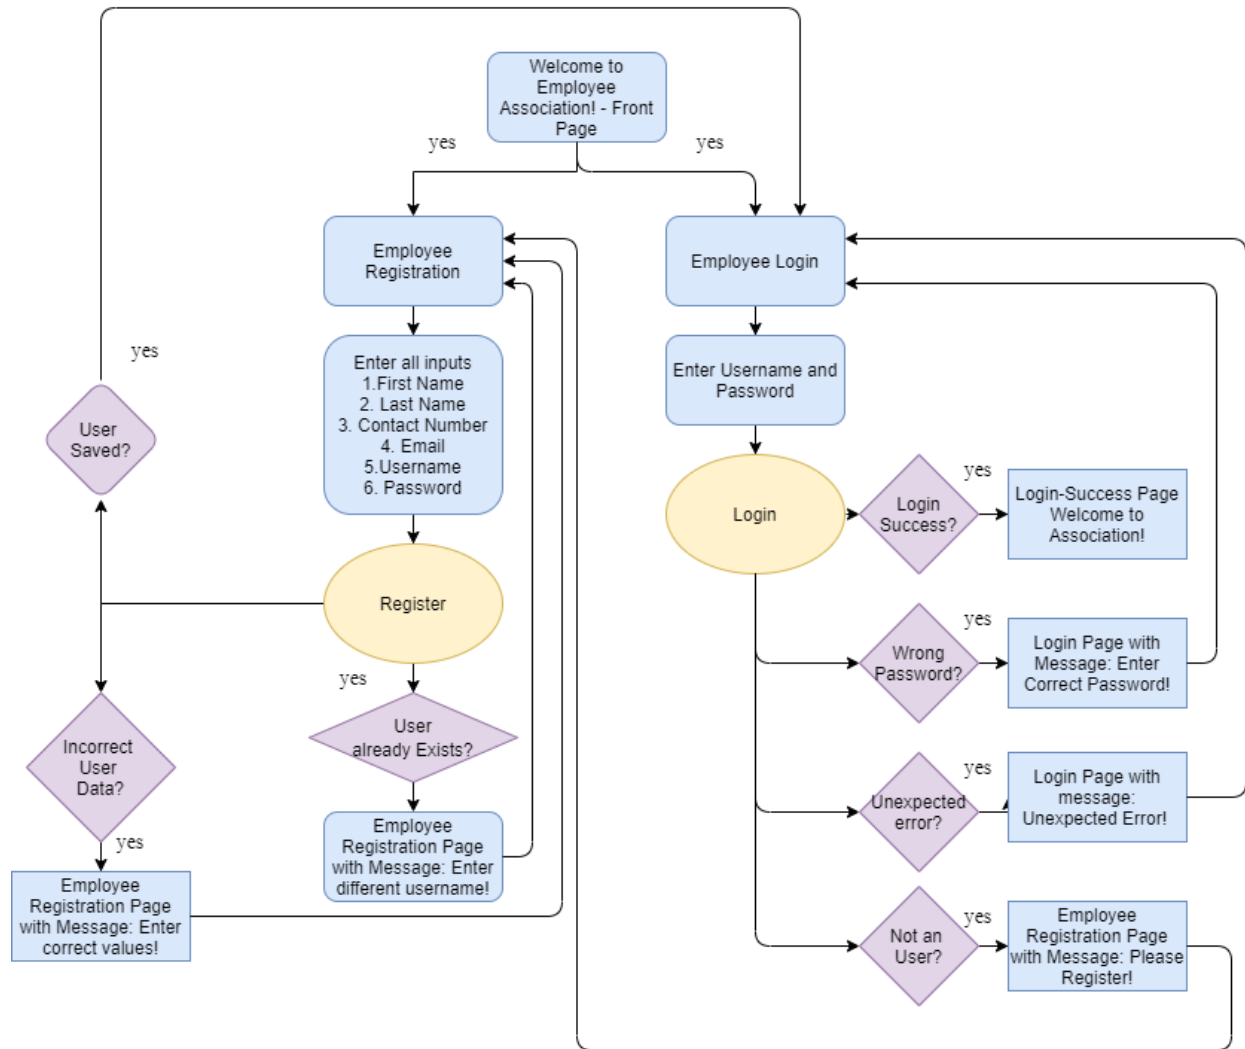 Welcome to
Employee
Association! - Front
Page
yes
yes
Employee
Registration
Employee Login
yes
Enter all inputs
1.First Name
2. Last Name
3. Contact Number
4. Email
5.Username
6. Password
Enter Username and
Password
User
Saved?
yes
Login
Login
Success?
Login-Success Page
Welcome to
Association!
Register
yes
yes
Wrong
Password?
Login Page with
Message: Enter
Correct Password!
Incorrect
User
Data?
User
already Exists?
yes
Unexpected
error?
Login Page with
message:
Unexpected Error!
yes
Employee
Registration Page
with Message: Enter
different username!
Employee
Registration Page
with Message: Enter
correct values!
yes
Not an
User?
Employee
Registration Page
with Message: Please
Register!